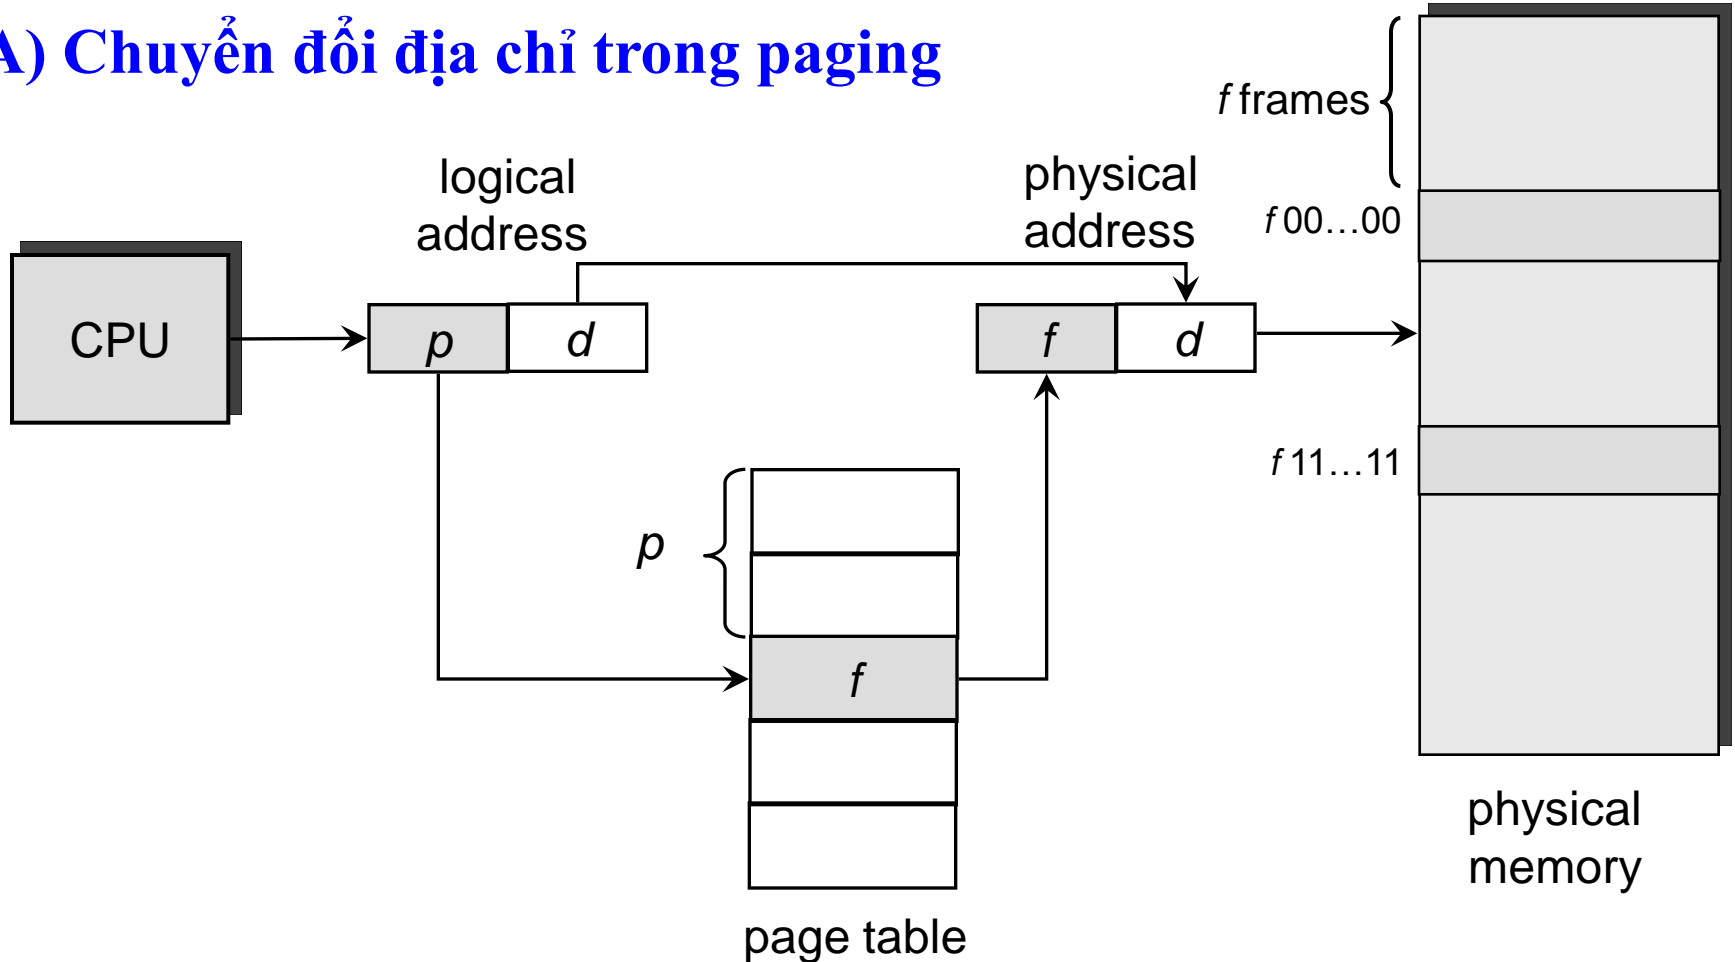 A) Chuyển đổi địa chỉ trong paging
f frames
logical
address
physical
address
f 00…00
CPU
p
d
f
d
f 11…11
p
f
physical
memory
page table